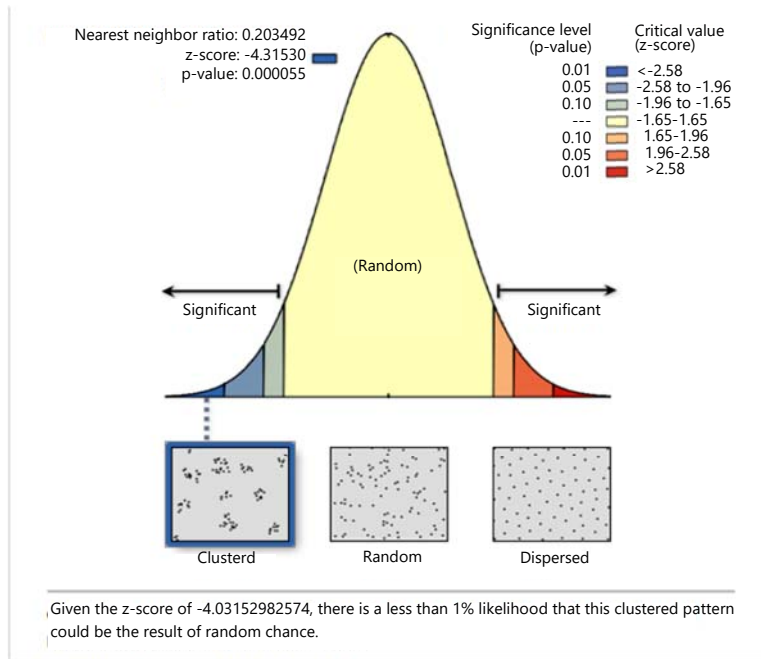 Nearest neighbor ratio: 0.203492
z-score: -4.31530
p-value: 0.000055
Significance level
(p-value)
Critical value
(z-score)
0.01 <-2.58
0.05 -2.58 to -1.96
0.10 -1.96 to -1.65
--- -1.65-1.65
0.10 1.65-1.96
0.05 1.96-2.58
0.01 >2.58
(Random)
Significant
Significant
Clusterd
Random
Dispersed
Given the z-score of -4.03152982574, there is a less than 1% likelihood that this clustered pattern
could be the result of random chance.